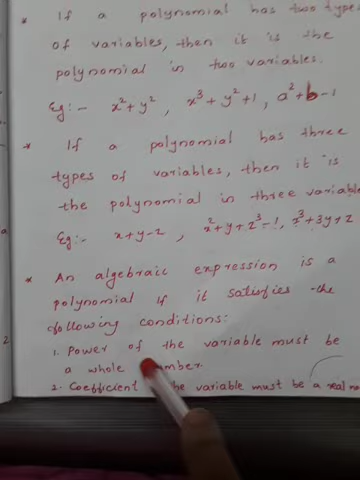 * If a polynomial has two types
of variables, then it is the
polynomial in two variables.
Eg:- x²+y², x³+y²+1, a²+b-1
* If a polynomial has three
types of variables, then it is
the polynomial in three variable
Eg:- x+y-z, x²+y+z³-1, z³+3y+2
* An algebraic expression is a
polynomial if it satisfies the
following conditions:
1. Power of the variable must be
a whole
2. Coefficient the variable must be a real